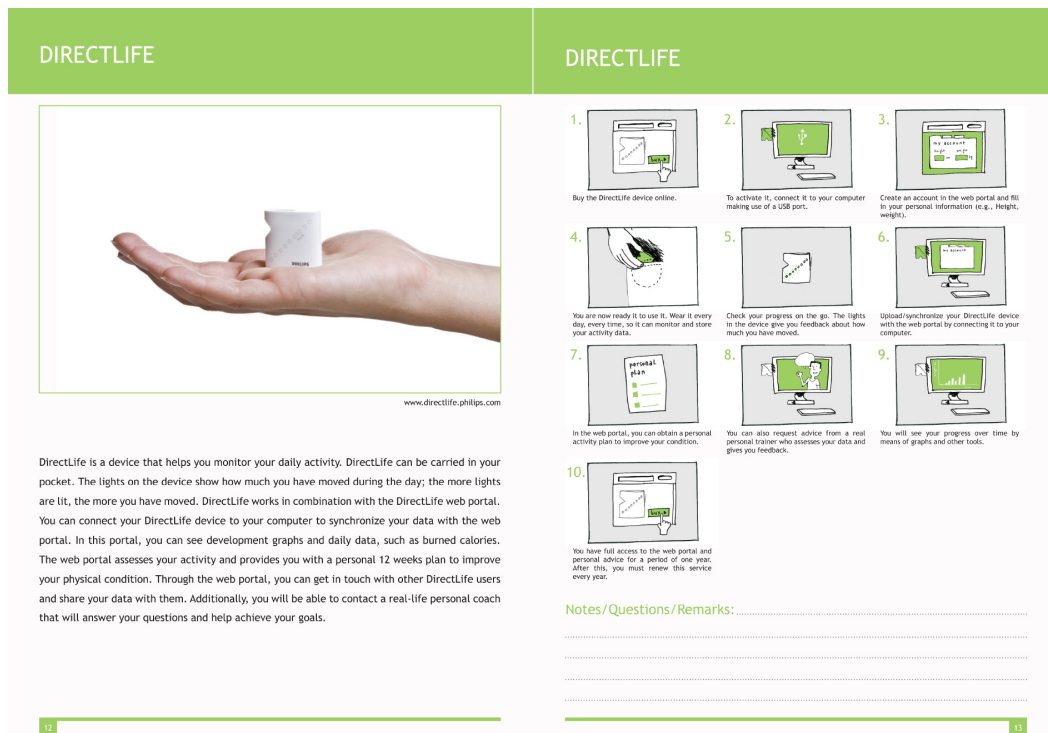 DIRECTLIFE
PHILIPS
www.directlife.philips.com
DirectLife is a device that helps you monitor your daily activity. DirectLife can be carried in your
pocket. The lights on the device show how much you have moved during the day; the more lights
are lit, the more you have moved. DirectLife works in combination with the DirectLife web portal.
You can connect your DirectLife device to your computer to synchronize your data with the web
portal. In this portal, you can see development graphs and daily data, such as burned calories.
The web portal assesses your activity and provides you with a personal 12 weeks plan to improve
your physical condition. Through the web portal, you can get in touch with other DirectLife users
and share your data with them. Additionally, you will be able to contact a real-life personal coach
that will answer your questions and help achieve your goals.
12
DIRECTLIFE
1.
Buy the DirectLife device online.
2.
To activate it, connect it to your computer
making use of a USB port.
3.
my account
Create an account in the web portal and fill
in your personal information (e.g., Height,
weight).
4.
You are now ready it to use it. Wear it every
day, every time, so it can monitor and store
your activity data.
5.
Check your progress on the go. The lights
in the device give you feedback about how
much you have moved.
6.
my account
Upload/synchronize your DirectLife device
with the web portal by connecting it to your
computer.
7.
personal
plan
In the web portal, you can obtain a personal
activity plan to improve your condition.
8.
You can also request advice from a real
personal trainer who assesses your data and
gives you feedback.
9.
You will see your progress over time by
means of graphs and other tools.
10.
You have full access to the web portal and
personal advice for a period of one year.
After this, you must renew this service
every year.
Notes/Questions/Remarks:
13